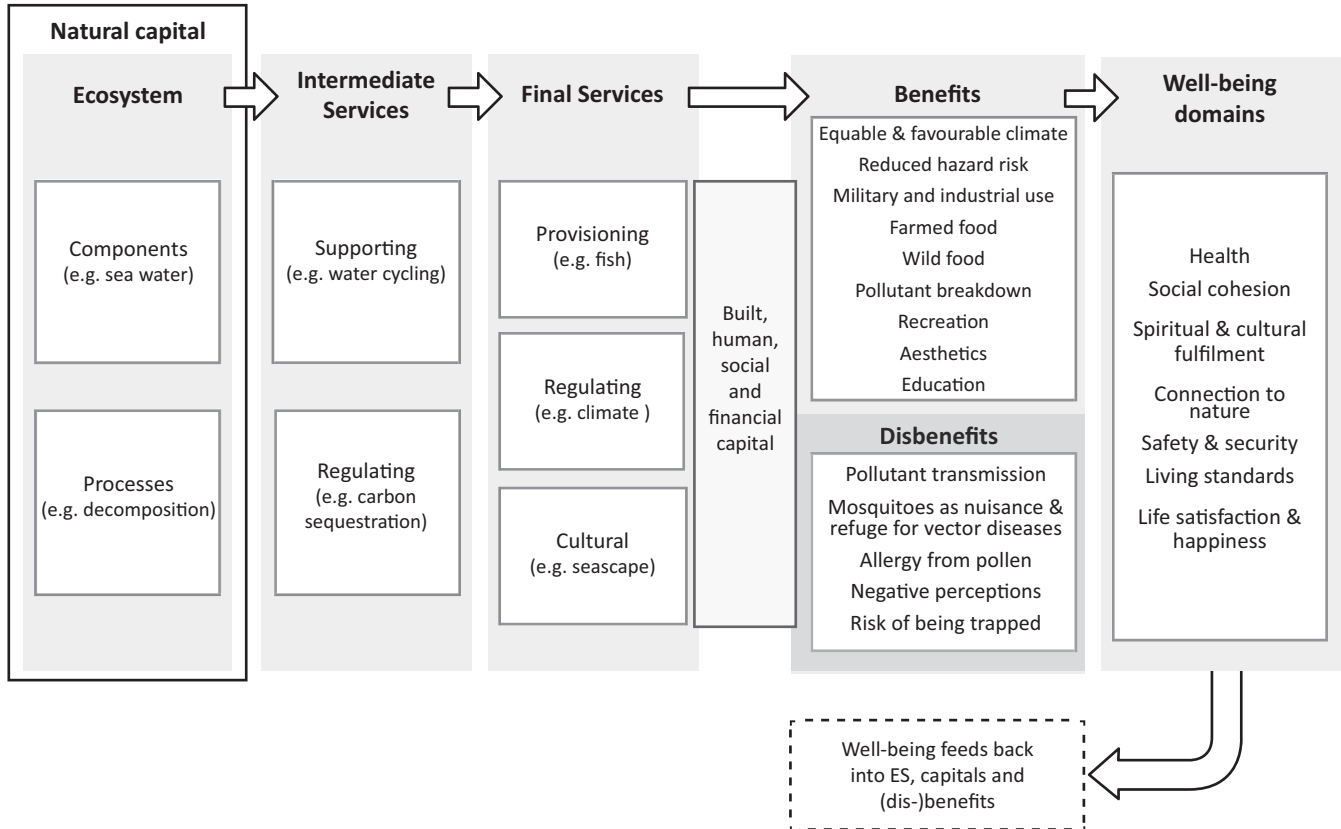 Natural capital
Ecosystem
Components
(e.g. sea water)
Processes
(e.g. decomposition)
Intermediate
Services
Supporting
(e.g. water cycling)
Regulating
(e.g. carbon
sequestration)
Final Services
Provisioning
(e.g. fish)
Regulating
(e.g. climate )
Cultural
(e.g. seascape)
Built,
human,
social
and
financial
capital
Benefits
Equable & favourable climate
Reduced hazard risk
Military and industrial use
Farmed food
Wild food
Pollutant breakdown
Recreation
Aesthetics
Education
Disbenefits
Pollutant transmission
Mosquitoes as nuisance &
refuge for vector diseases
Allergy from pollen
Negative perceptions
Risk of being trapped
Well-being
domains
Health
Social cohesion
Spiritual & cultural
fulfilment
Connection to
nature
Safety & security
Living standards
Life satisfaction &
happiness
Well-being feeds back
into ES, capitals and
(dis-)benefits